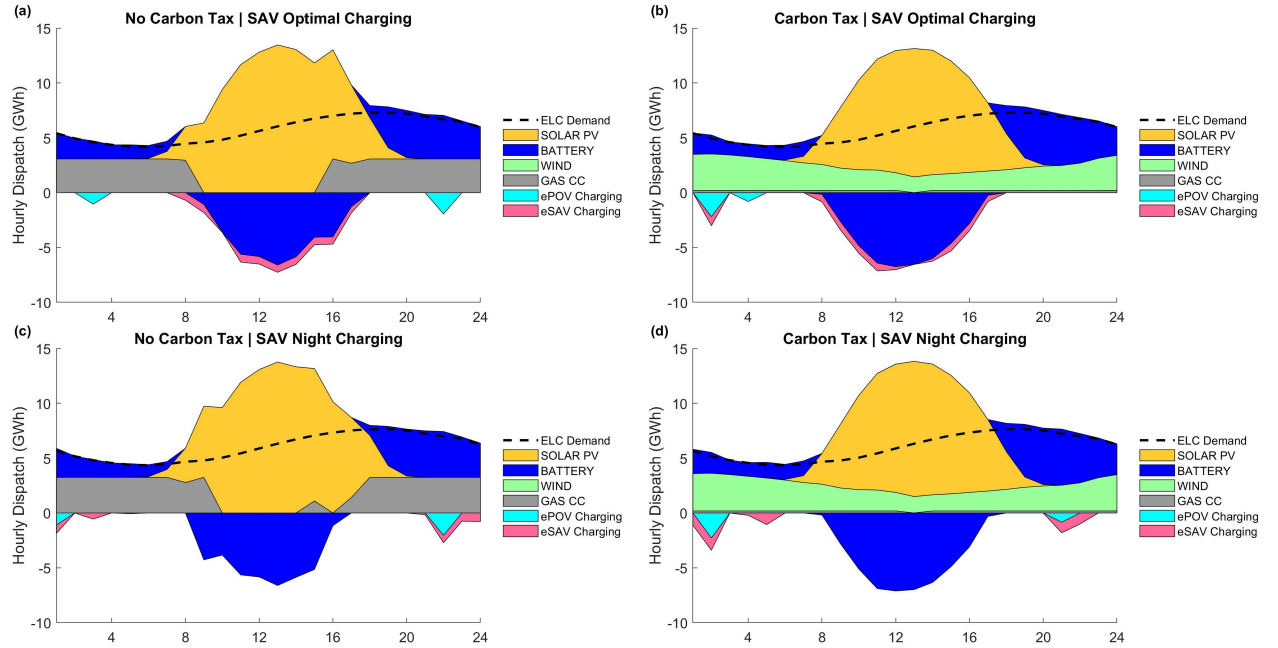 (a)
No Carbon Tax | SAV Optimal Charging
Hourly Dispatch (GWh)
15
10
5
0
-5
-10
4
8
12
16
20
24
ELC Demand
SOLAR PV
BATTERY
WIND
GAS CC
ePOV Charging
eSAV Charging
(b)
Carbon Tax | SAV Optimal Charging
Hourly Dispatch (GWh)
15
10
5
0
-5
-10
4
8
12
16
20
24
ELC Demand
SOLAR PV
BATTERY
WIND
GAS CC
ePOV Charging
eSAV Charging
(c)
No Carbon Tax | SAV Night Charging
Hourly Dispatch (GWh)
15
10
5
0
-5
-10
4
8
12
16
20
24
ELC Demand
SOLAR PV
BATTERY
WIND
GAS CC
ePOV Charging
eSAV Charging
(d)
Carbon Tax | SAV Night Charging
Hourly Dispatch (GWh)
15
10
5
0
-5
-10
4
8
12
16
20
24
ELC Demand
SOLAR PV
BATTERY
WIND
GAS CC
ePOV Charging
eSAV Charging